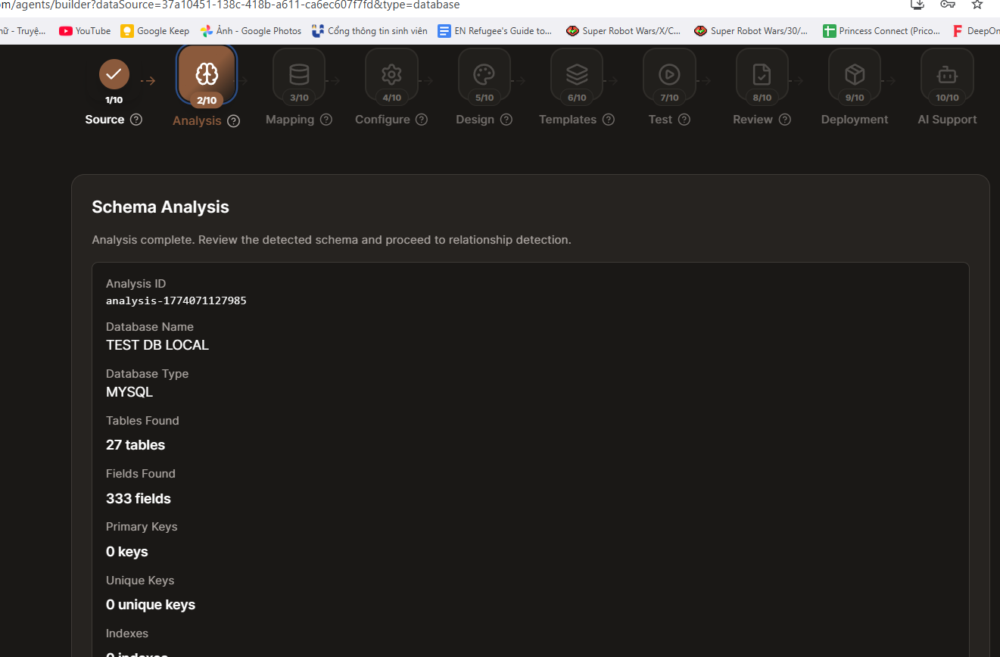 om/agents/builder?dataSource=37a10451-138c-418b-a611-ca6ec607f7fd&type=database
nữ - Truyệ... YouTube Google Keep Ảnh - Google Photos Cổng thông tin sinh viên EN Refugee's Guide to... Super Robot Wars/X/C... Super Robot Wars/30/... Princess Connect (Prico... DeepOn
1/10 2/10 3/10 4/10 5/10 6/10 7/10 8/10 9/10 10/10
Source Analysis Mapping Configure Design Templates Test Review Deployment AI Support
Schema Analysis
Analysis complete. Review the detected schema and proceed to relationship detection.
Analysis ID
analysis-1774071127985
Database Name
TEST DB LOCAL
Database Type
MYSQL
Tables Found
27 tables
Fields Found
333 fields
Primary Keys
0 keys
Unique Keys
0 unique keys
Indexes
0 indexes